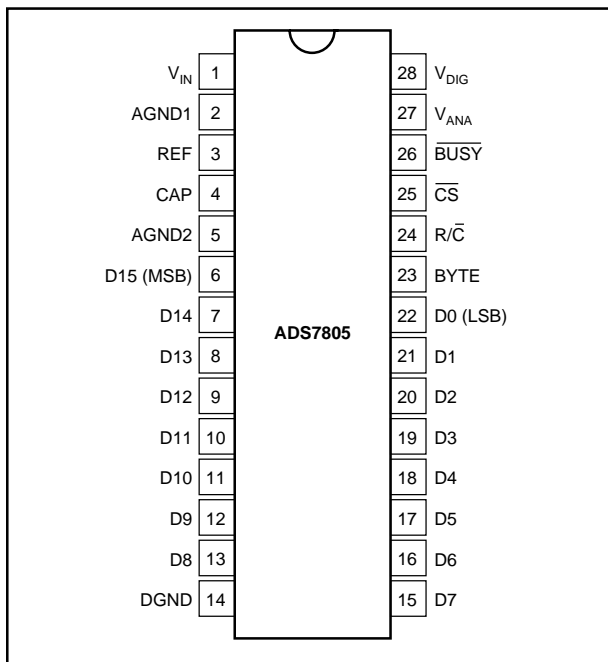 V_IN 1 28 V_DIG
AGND1 2 27 V_ANA
REF 3 26 B̅U̅S̅Y̅
CAP 4 25 C̅S̅
AGND2 5 24 R/C̅
D15 (MSB) 6 23 BYTE
D14 7 22 D0 (LSB)
ADS7805
D13 8 21 D1
D12 9 20 D2
D11 10 19 D3
D10 11 18 D4
D9 12 17 D5
D8 13 16 D6
DGND 14 15 D7